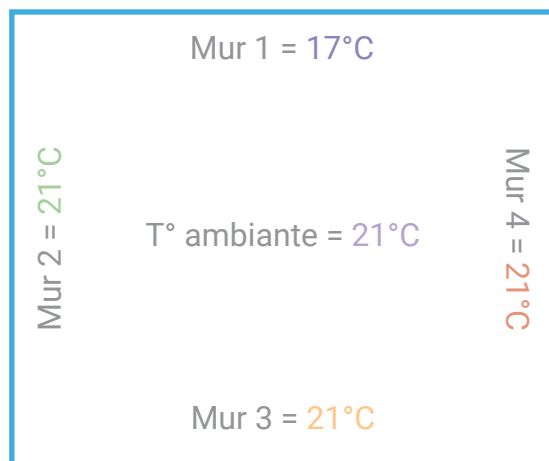 Mur 1 = 17°C
Mur 2 = 21°C
T° ambiante = 21°C
Mur 4 = 21°C
Mur 3 = 21°C